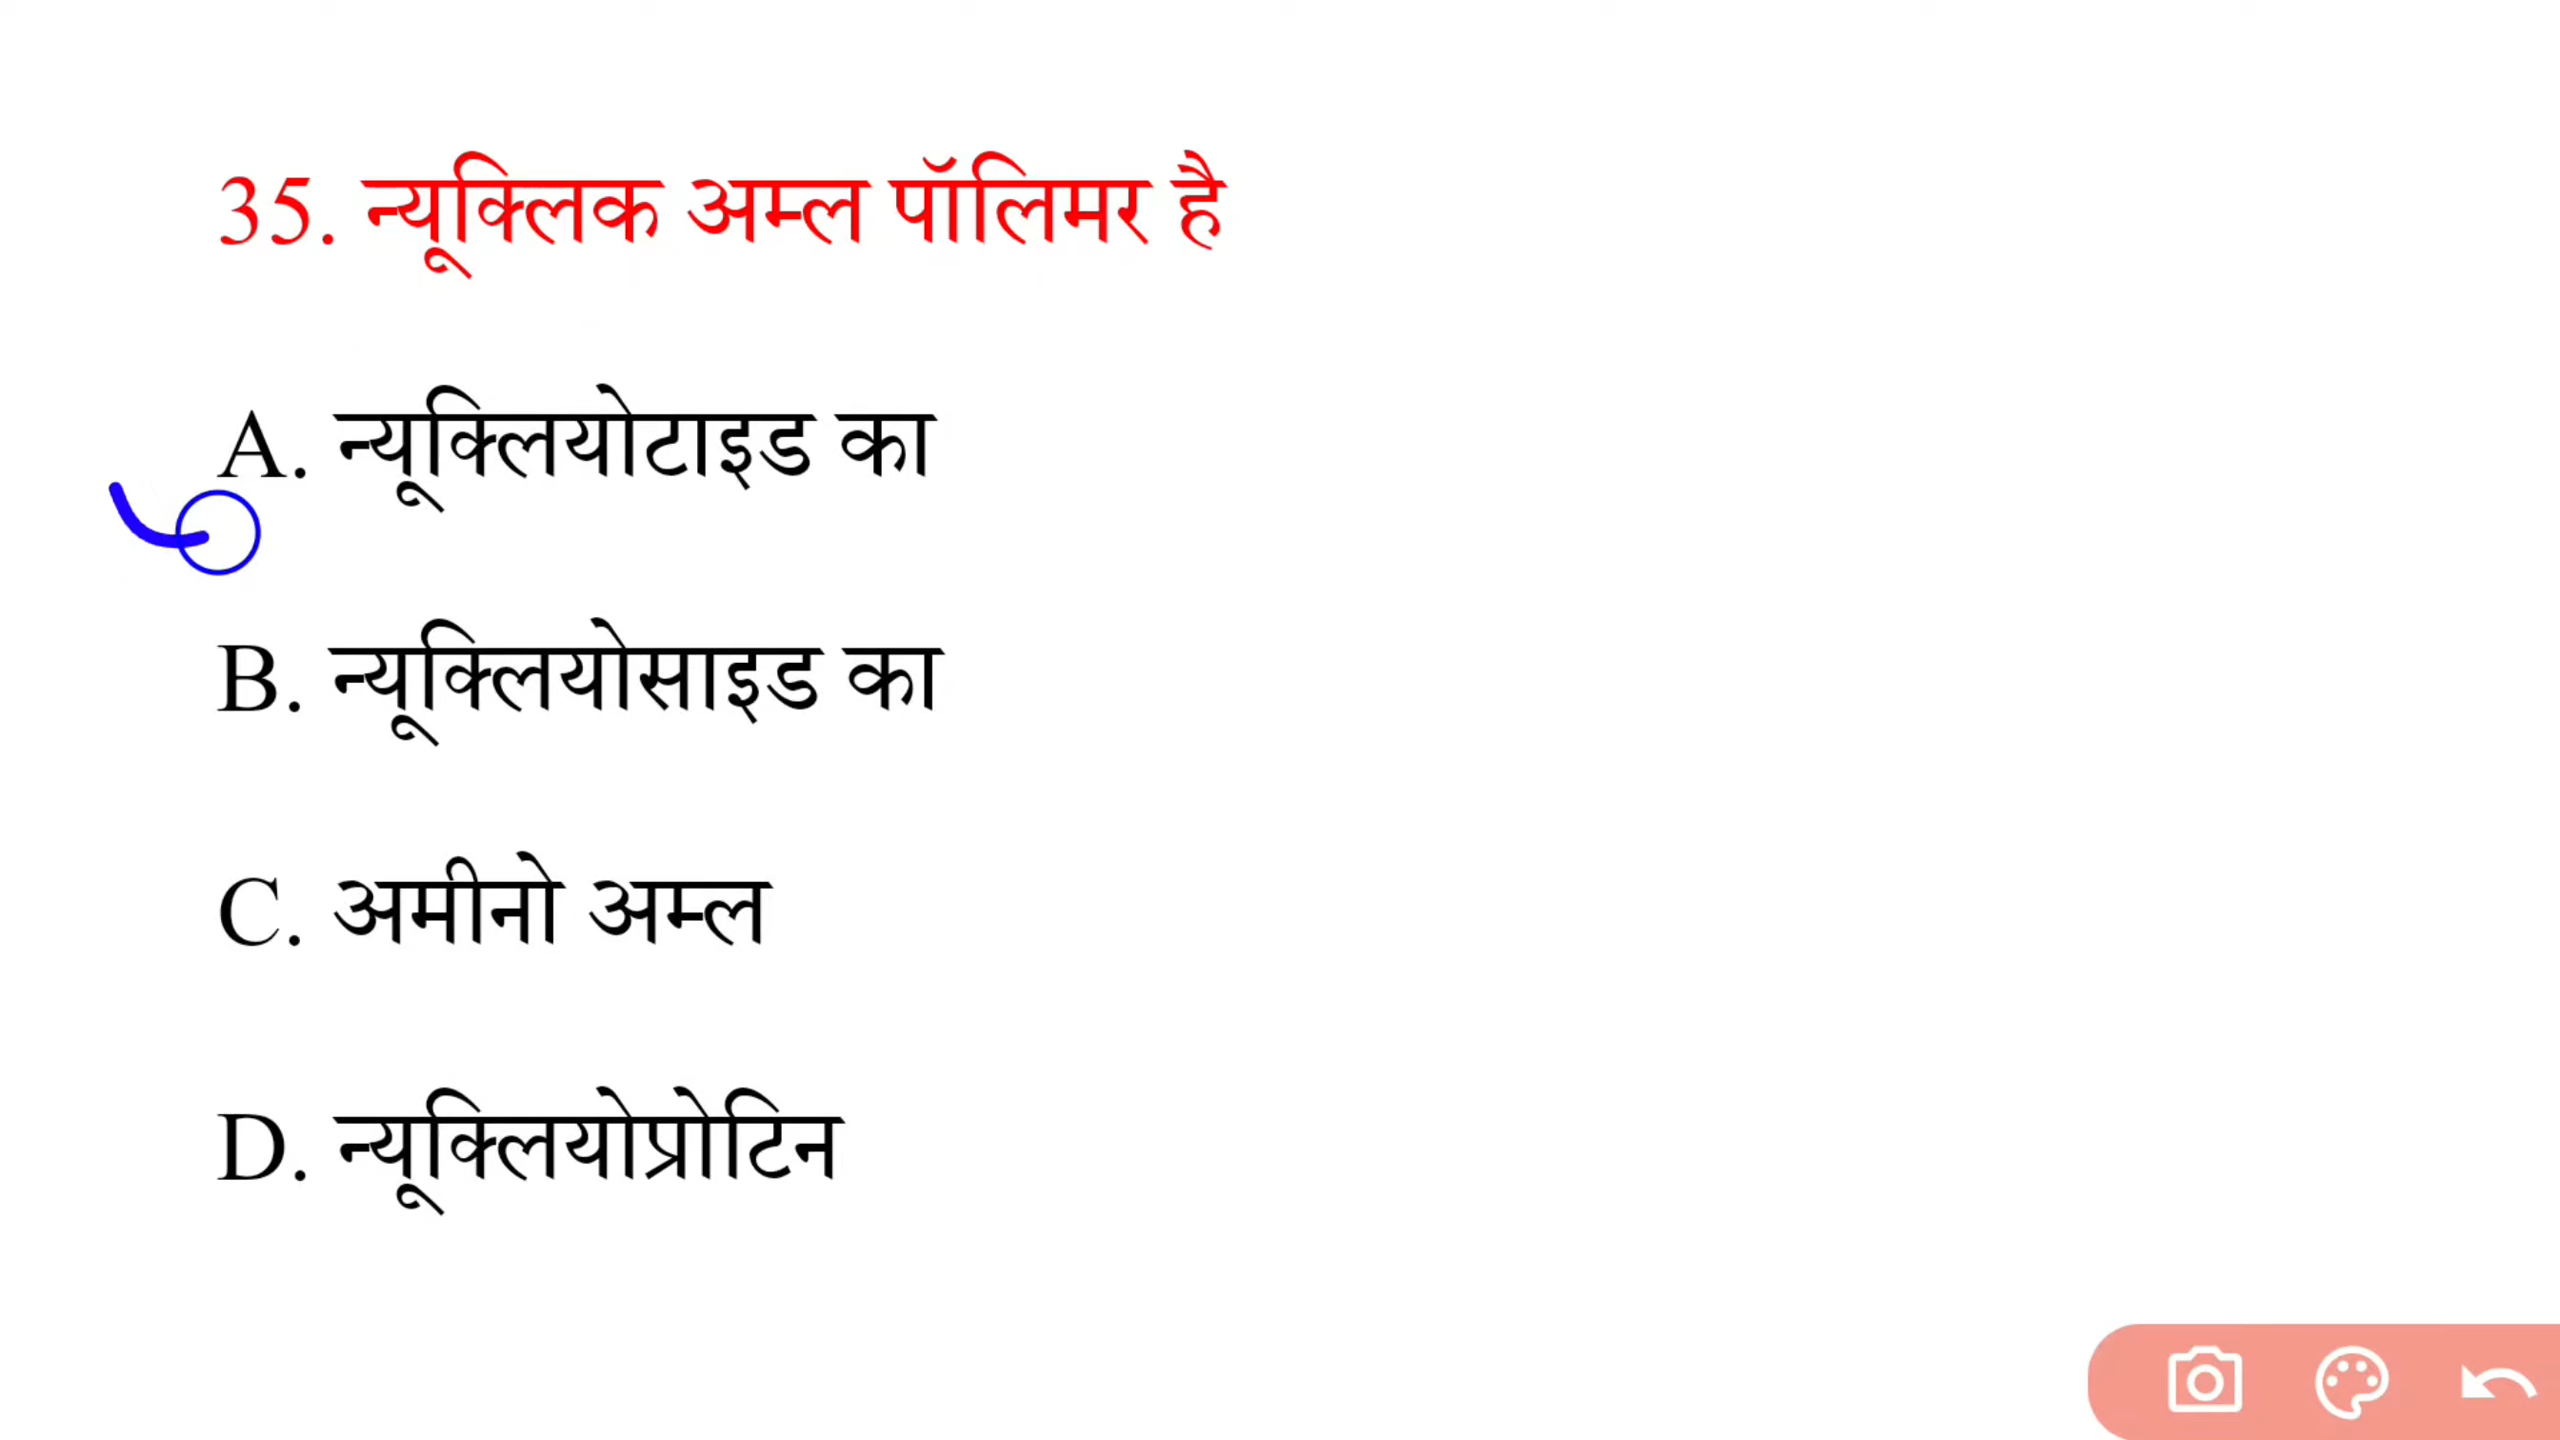 35. न्यूक्लिक अम्ल पॉलिमर है
A. न्यूक्लियोटाइड का
B. न्यूक्लियोसाइड का
C. अमीनो अम्ल
D. न्यूक्लियोप्रोटिन